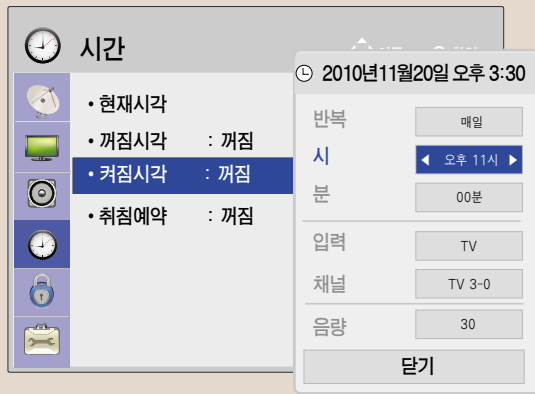 시간
• 현재시각
• 꺼짐시각 : 꺼짐
• 켜짐시각 : 꺼짐
• 취침예약 : 꺼짐
2010년11월20일 오후 3:30
반복 매일
시 ◀ 오후 11시 ▶
분 00분
입력 TV
채널 TV 3-0
음량 30
닫기